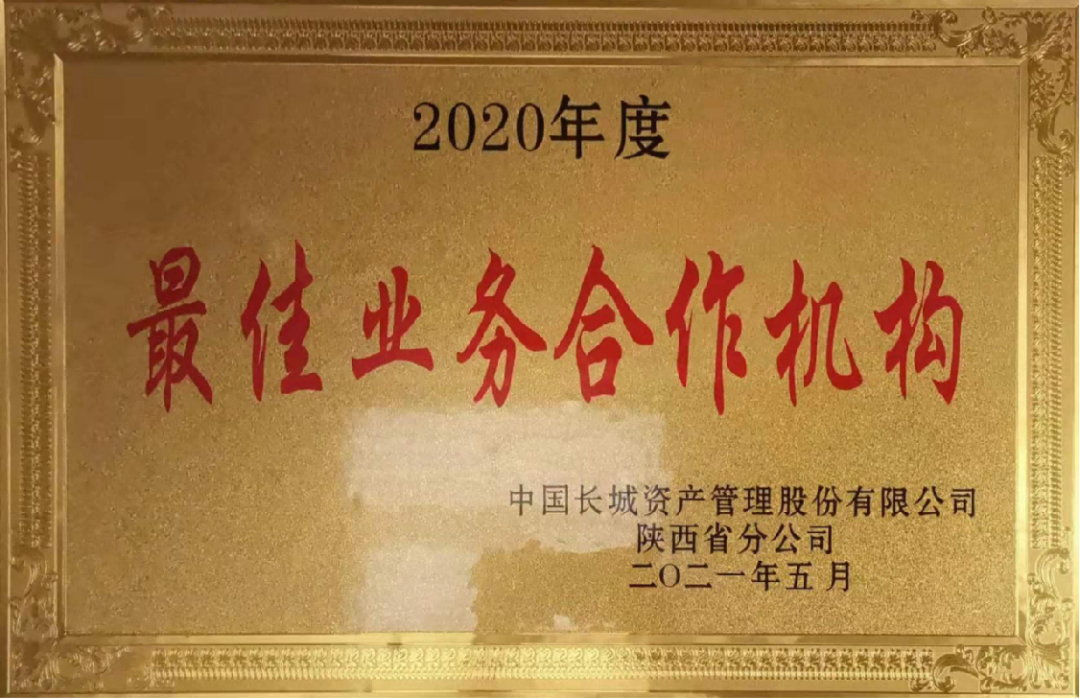 2020年度
最佳业务合作机构
中国长城资产管理股份有限公司
陕西省分公司
二〇二一年五月